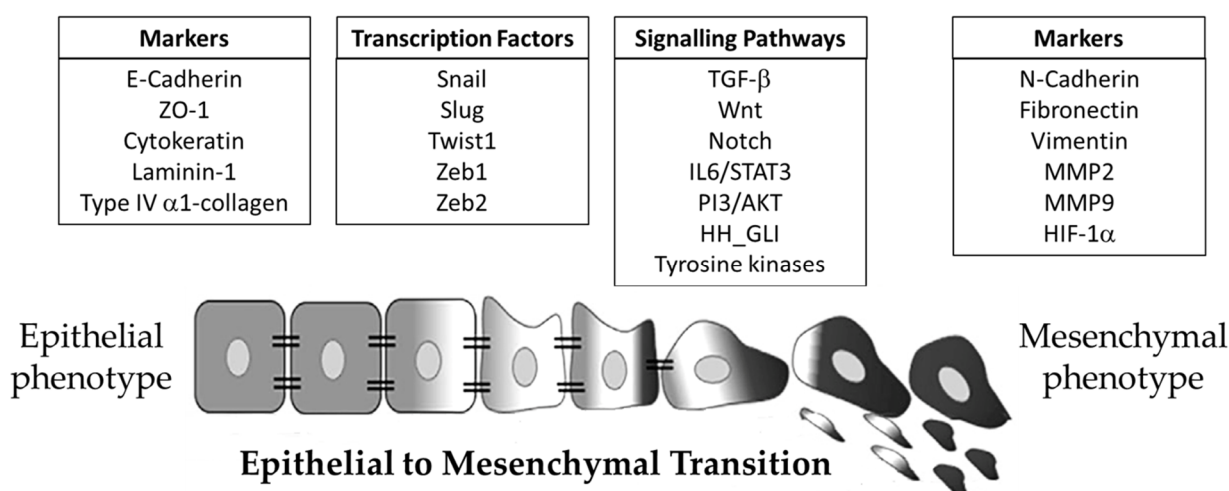 Markers
E-Cadherin
ZO-1
Cytokeratin
Laminin-1
Type IV α1-collagen
Transcription Factors
Snail
Slug
Twist1
Zeb1
Zeb2
Signalling Pathways
TGF-β
Wnt
Notch
IL6/STAT3
PI3/AKT
HH_GLI
Tyrosine kinases
Markers
N-Cadherin
Fibronectin
Vimentin
MMP2
MMP9
HIF-1α
Epithelial
phenotype
Mesenchymal
phenotype
Epithelial to Mesenchymal Transition